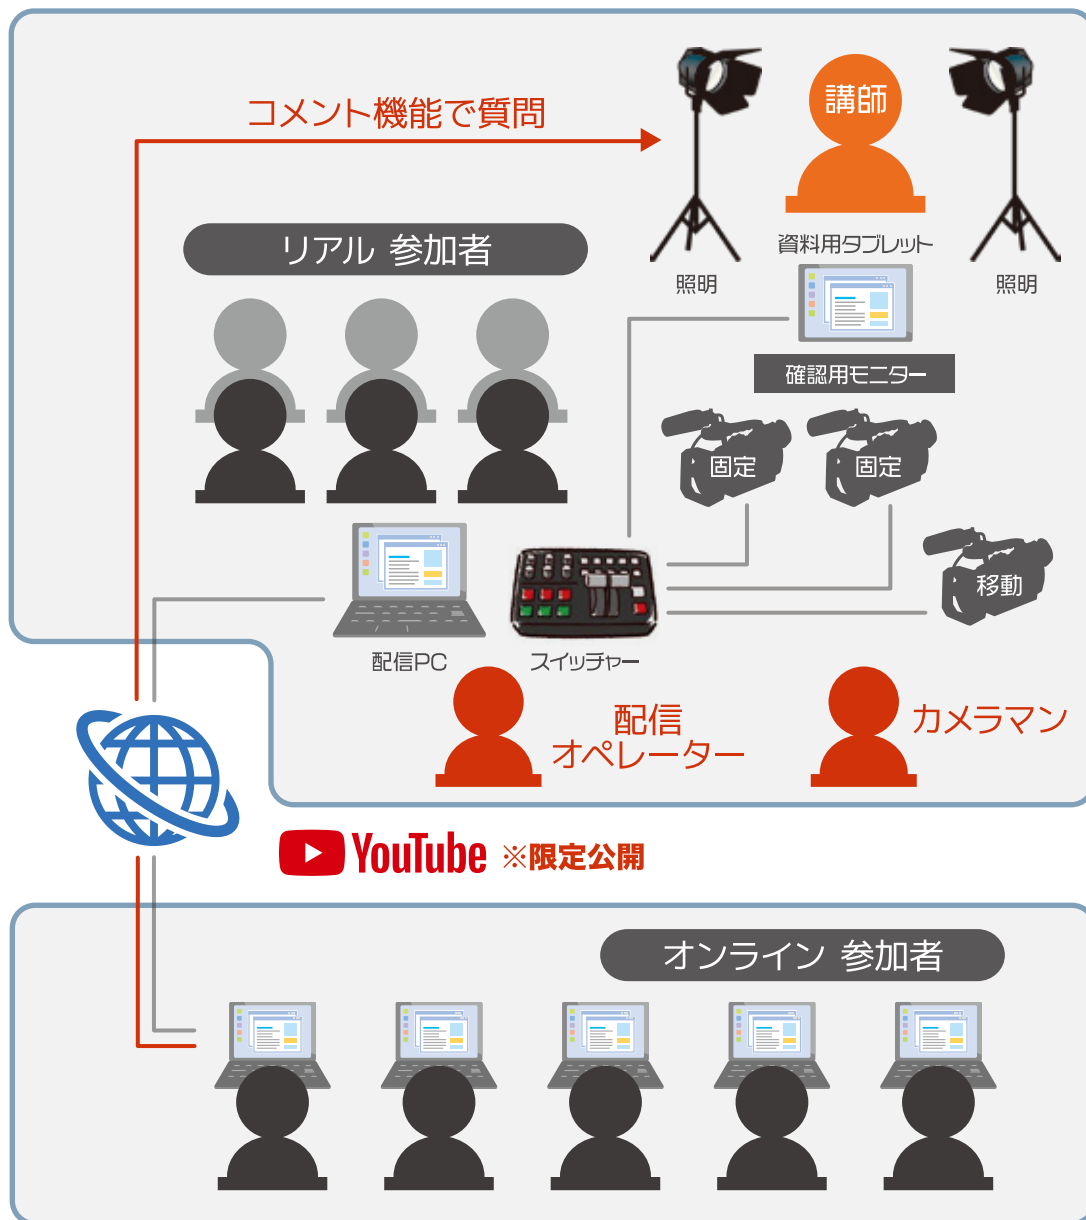 コメント機能で質問
講師
リアル 参加者
資料用タブレット
照明
照明
確認用モニター
固定
固定
移動
配信PC
スイッチャー
配信
オペレーター
カメラマン
YouTube ※限定公開
オンライン 参加者